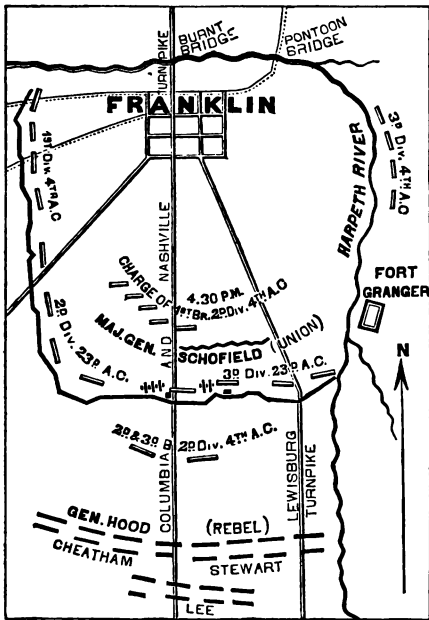 BURNT
BRIDGE
PONTOON
BRIDGE
TURNPIKE
FRANKLIN
1ST. DIV. 4TH A.C
3D DIV. 4TH A.O
HARPETH RIVER
FORT
GRANGER
N
NASHVILLE
AND
COLUMBIA
4.30 P.M.
CHARGE OF 1ST BR. 2D DIV. 4TH A.O
MAJ. GEN. SCHOFIELD (UNION)
2D DIV. 23D A.C.
3D DIV. 23D A.C.
2D & 3D B. 2D DIV. 4TH A.C.
LEWISBURG
TURNPIKE
GEN. HOOD (REBEL)
CHEATHAM
STEWART
LEE